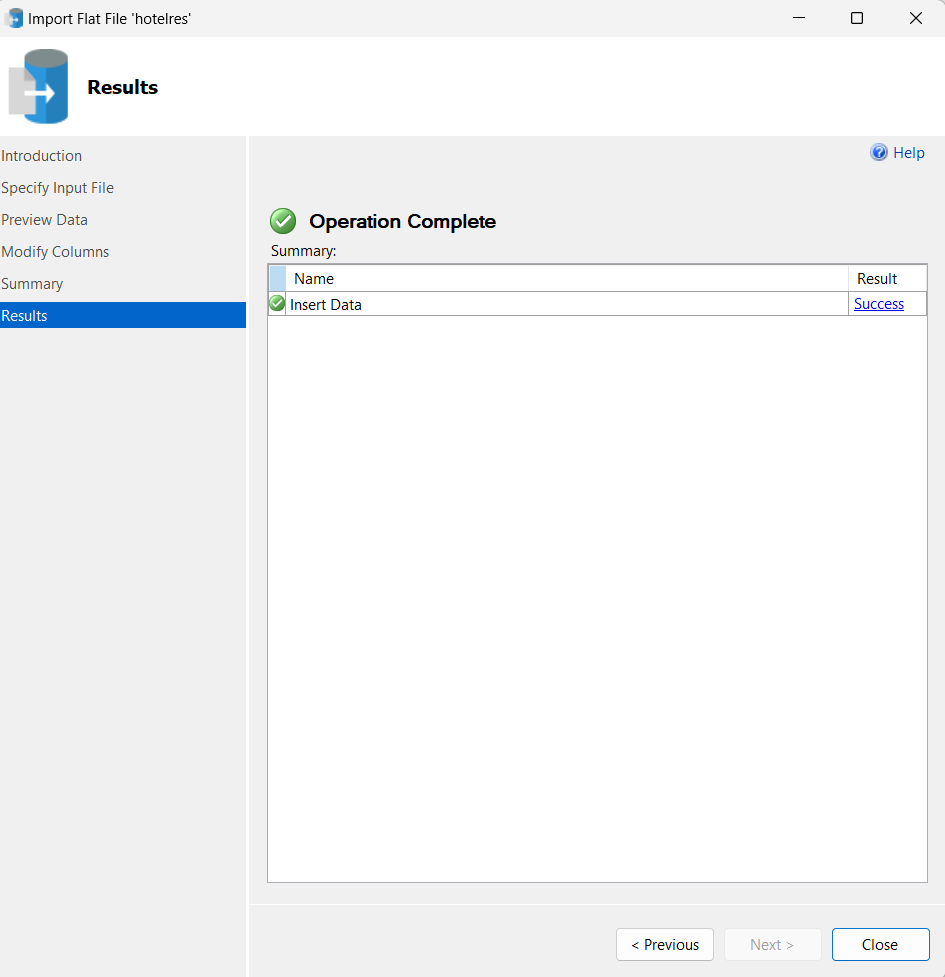 Import Flat File 'hotelres'
Results
Introduction
Specify Input File
Preview Data
Modify Columns
Summary
Results
Help
Operation Complete
Summary:
Name Result
Insert Data Success
< Previous Next > Close